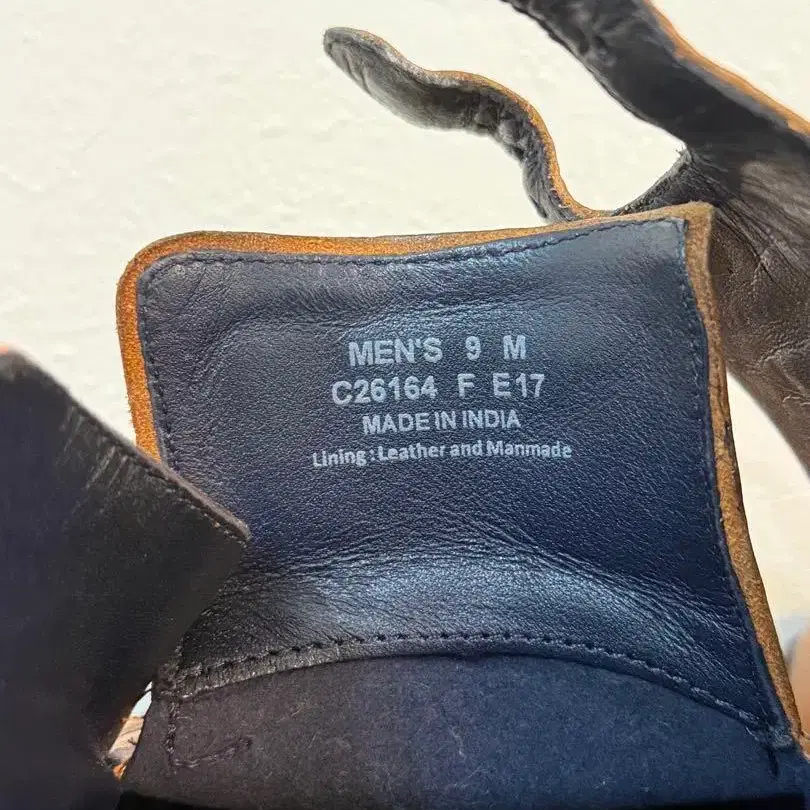 MEN'S 9 M
C26164 F E17
MADE IN INDIA
Lining : Leather and Manmade